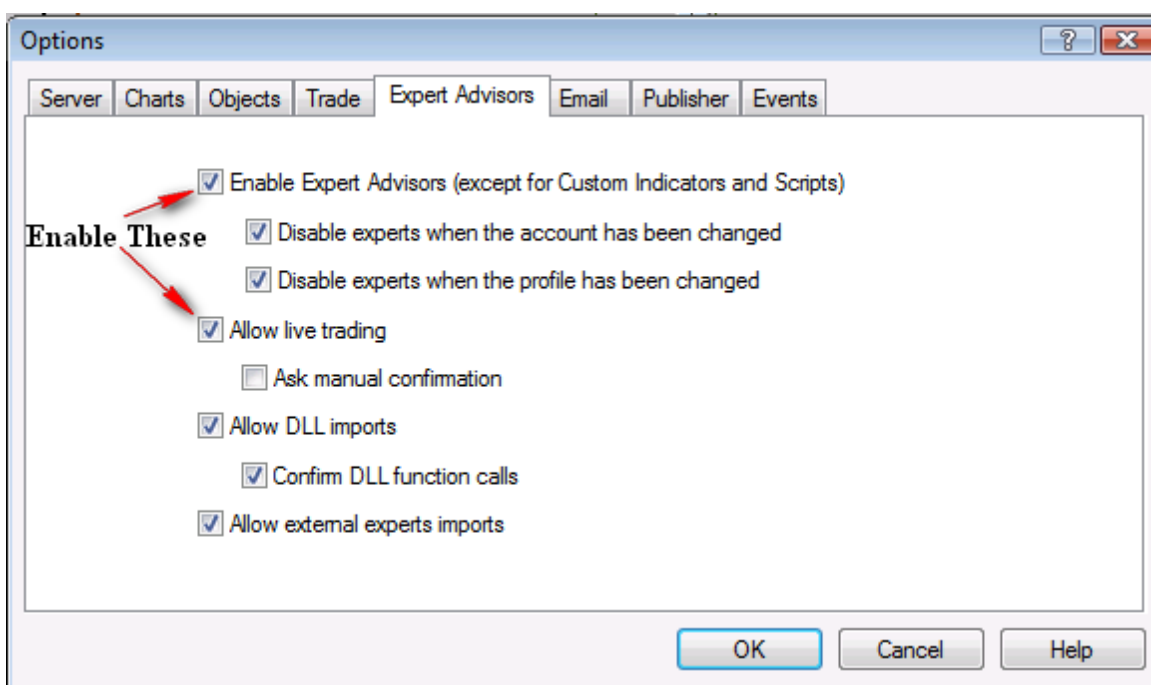 Options
Server Charts Objects Trade Expert Advisors Email Publisher Events
Enable Expert Advisors (except for Custom Indicators and Scripts)
Enable These
Disable experts when the account has been changed
Disable experts when the profile has been changed
Allow live trading
Ask manual confirmation
Allow DLL imports
Confirm DLL function calls
Allow external experts imports
OK Cancel Help